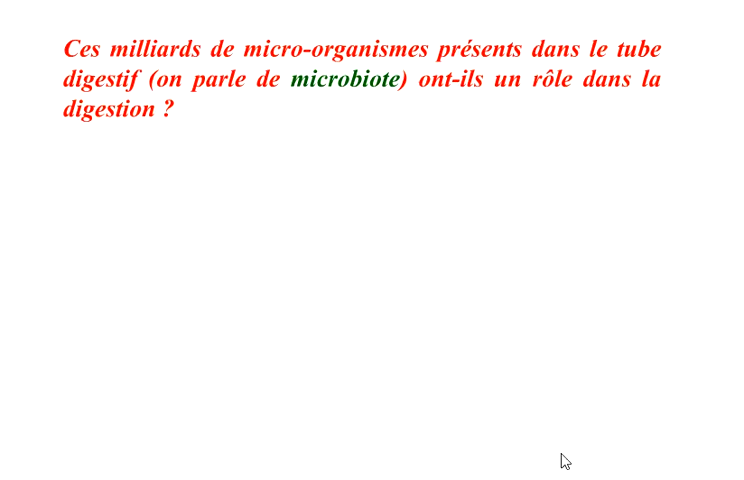 Ces milliards de micro-organismes présents dans le tube
digestif (on parle de microbiote) ont-ils un rôle dans la
digestion ?